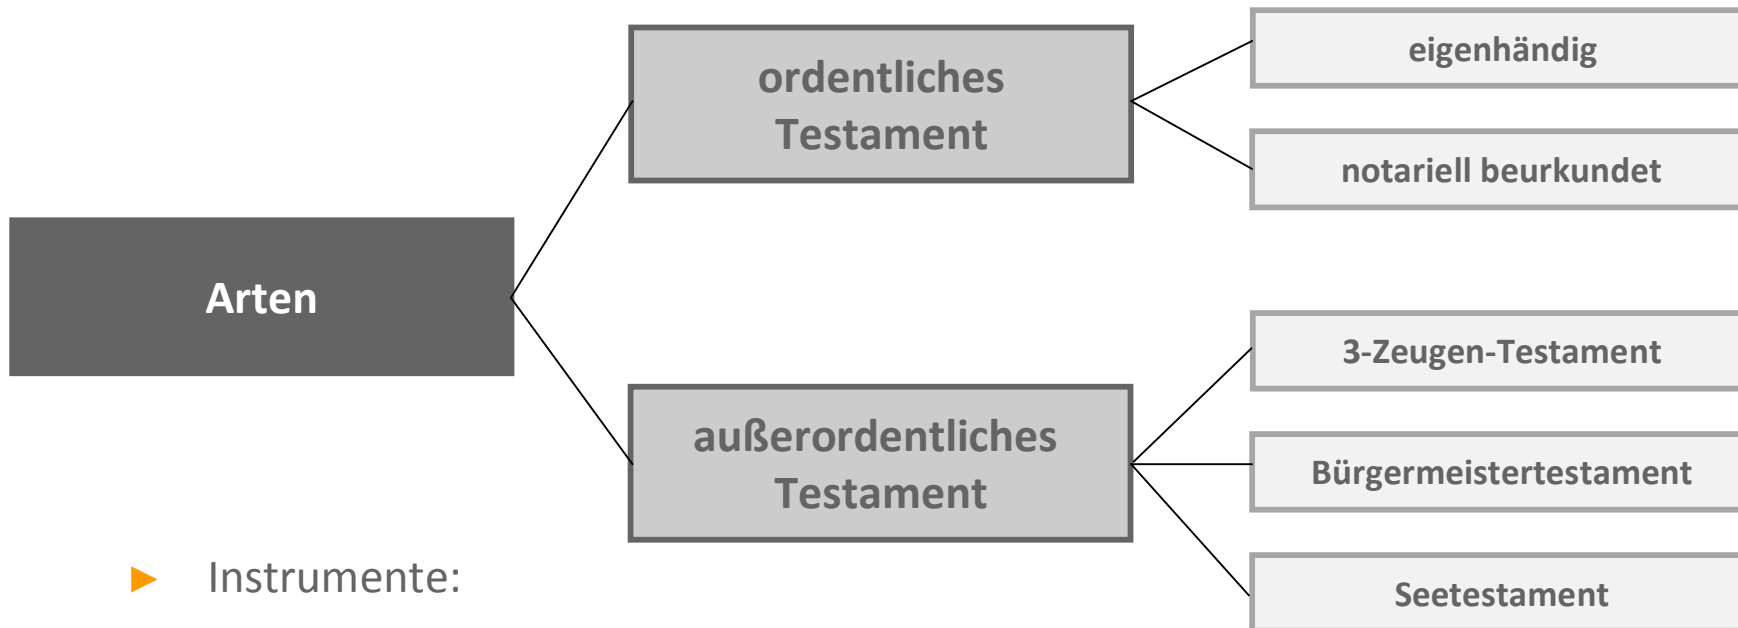 Arten
ordentliches
Testament
eigenhändig
notariell beurkundet
außerordentliches
Testament
3-Zeugen-Testament
Bürgermeistertestament
Seetestament
► Instrumente: